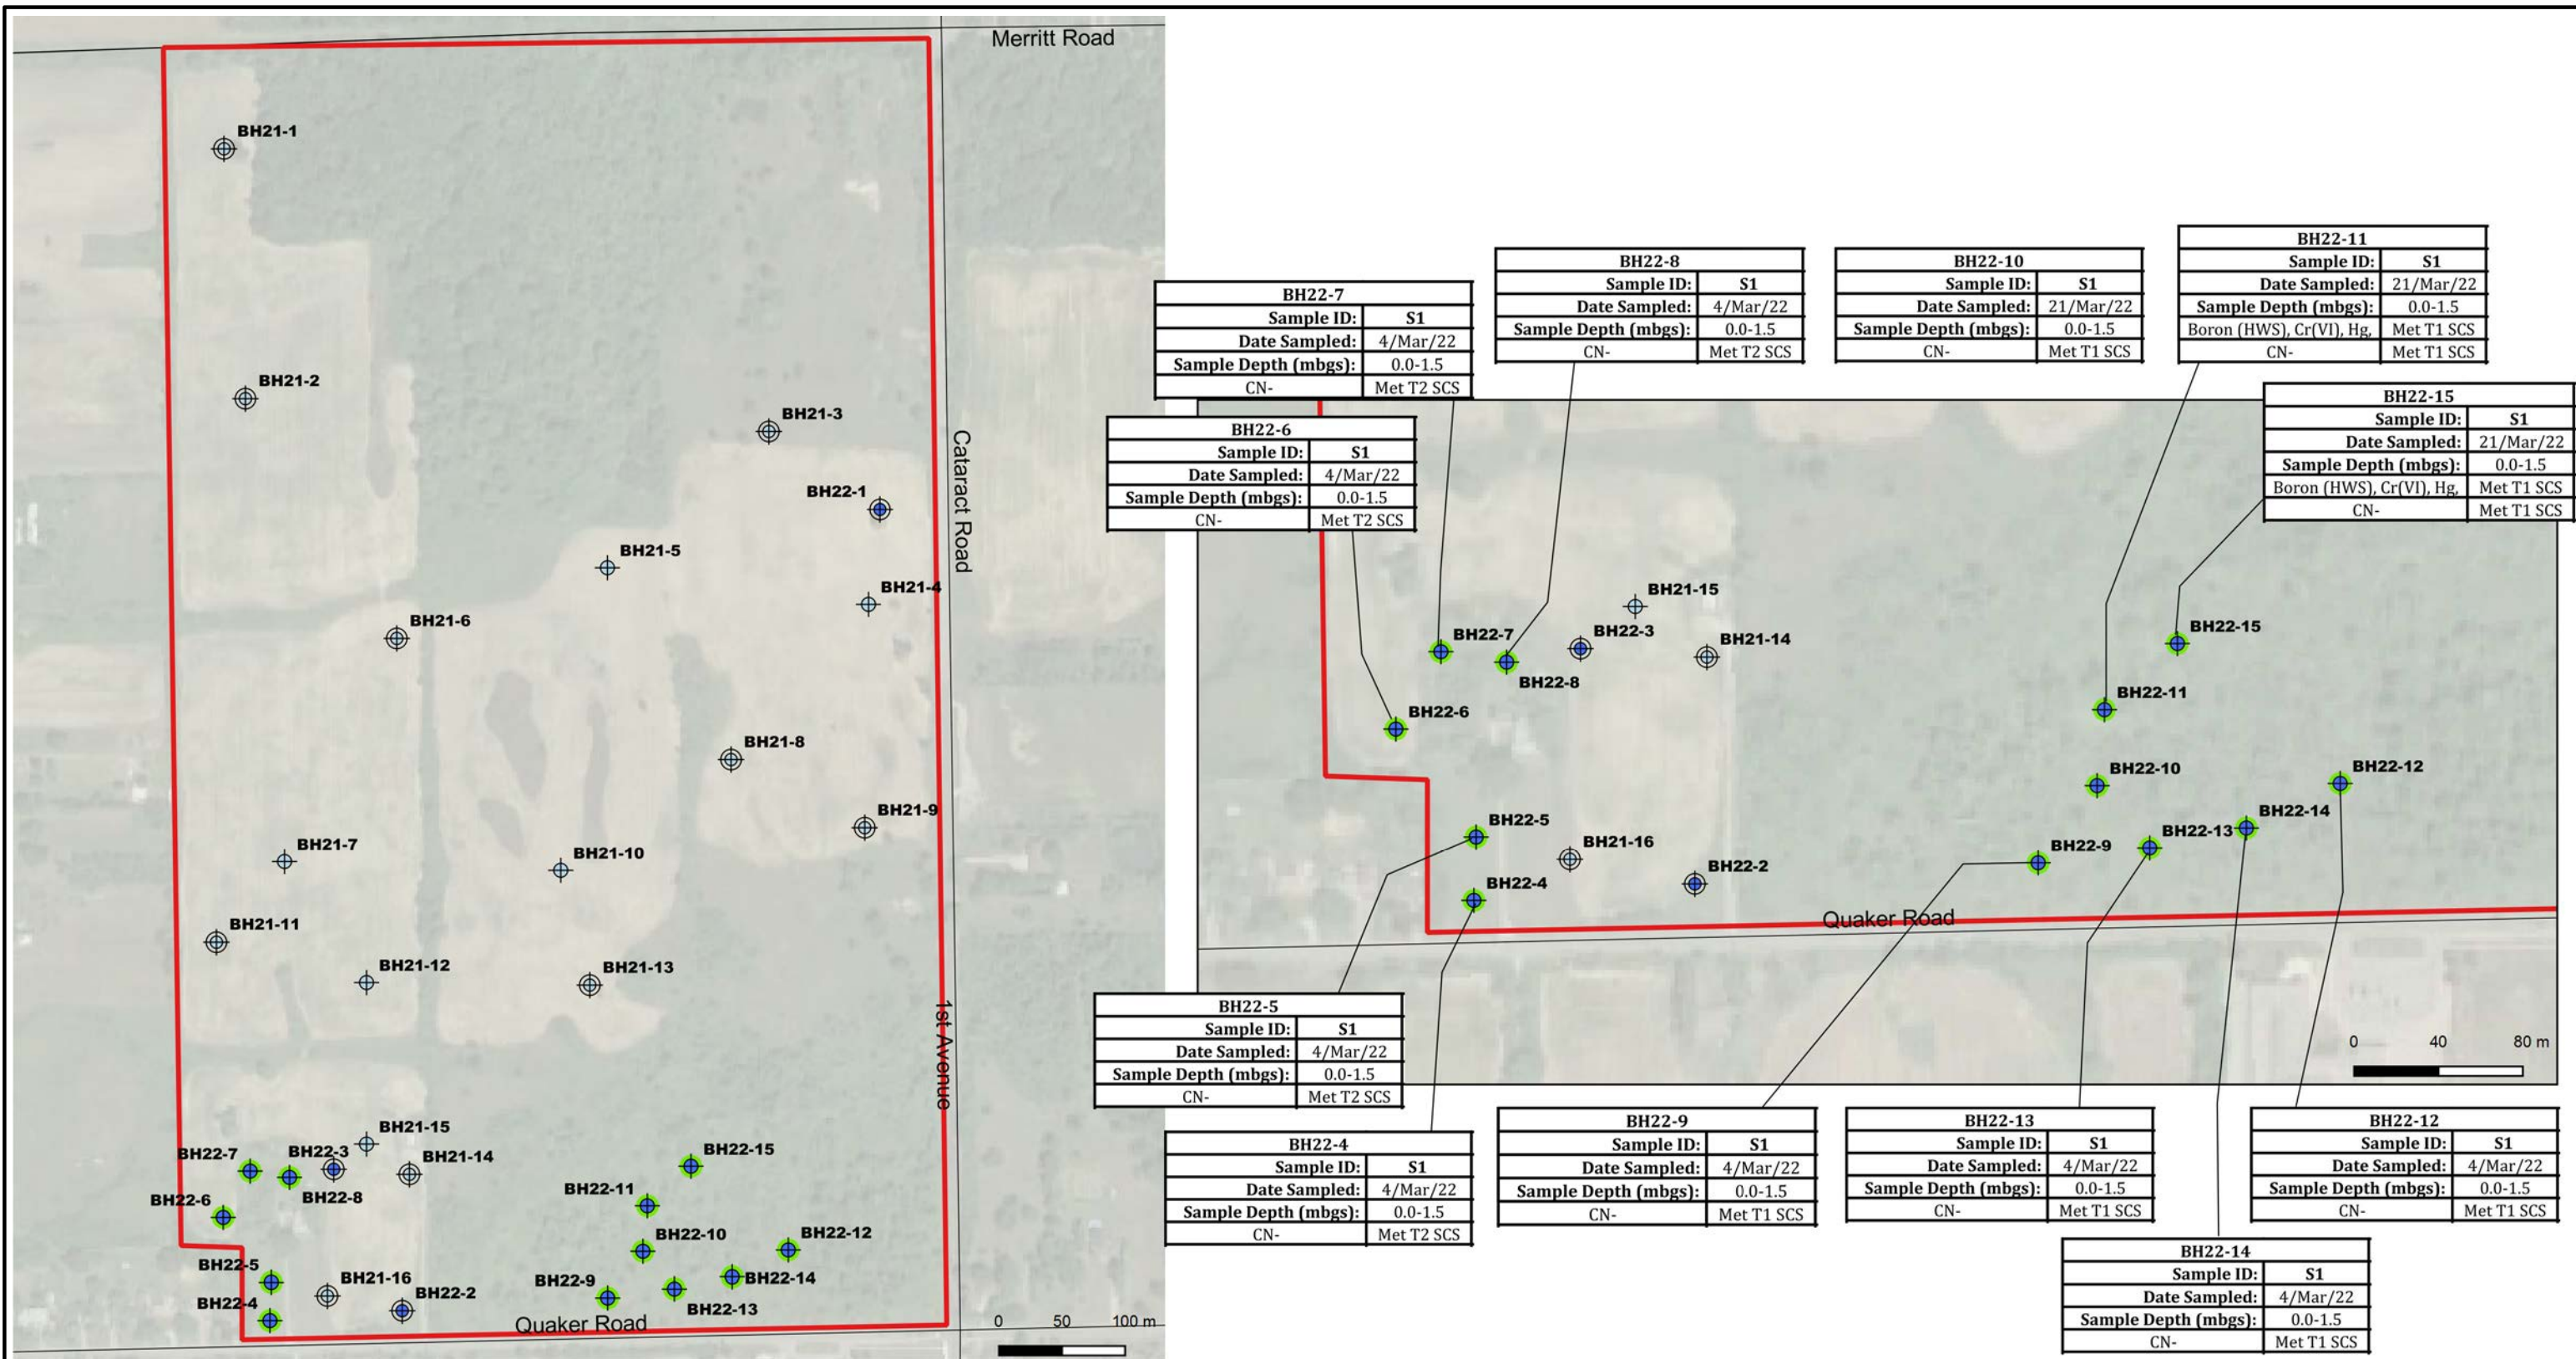 Merritt Road
BH21-1
BH21-2
BH21-3
Cataract Road
BH22-1
BH21-5
BH21-4
BH21-6
BH21-8
BH21-9
BH21-7
BH21-10
BH21-11
BH21-12
BH21-13
1st Avenue
BH21-15
BH22-7
BH22-3
BH21-14
BH22-15
BH22-8
BH22-6
BH22-11
BH22-10
BH22-12
BH22-5
BH21-16
BH22-9
BH22-14
BH22-2
BH22-4
BH22-13
Quaker Road
0 50 100 m
BH22-7
Sample ID: S1
Date Sampled: 4/Mar/22
Sample Depth (mbgs): 0.0-1.5
CN- Met T2 SCS
BH22-8
Sample ID: S1
Date Sampled: 4/Mar/22
Sample Depth (mbgs): 0.0-1.5
CN- Met T2 SCS
BH22-10
Sample ID: S1
Date Sampled: 21/Mar/22
Sample Depth (mbgs): 0.0-1.5
CN- Met T1 SCS
BH22-11
Sample ID: S1
Date Sampled: 21/Mar/22
Sample Depth (mbgs): 0.0-1.5
Boron (HWS), Cr(VI), Hg, Met T1 SCS
CN- Met T1 SCS
BH22-15
Sample ID: S1
Date Sampled: 21/Mar/22
Sample Depth (mbgs): 0.0-1.5
Boron (HWS), Cr(VI), Hg, Met T1 SCS
CN- Met T1 SCS
BH22-6
Sample ID: S1
Date Sampled: 4/Mar/22
Sample Depth (mbgs): 0.0-1.5
CN- Met T2 SCS
BH21-15
BH22-7
BH22-3
BH21-14
BH22-15
BH22-8
BH22-6
BH22-11
BH22-10
BH22-12
BH22-5
BH22-14
BH21-16
BH22-13
BH22-9
BH22-2
BH22-4
Quaker Road
0 40 80 m
BH22-5
Sample ID: S1
Date Sampled: 4/Mar/22
Sample Depth (mbgs): 0.0-1.5
CN- Met T2 SCS
BH22-4
Sample ID: S1
Date Sampled: 4/Mar/22
Sample Depth (mbgs): 0.0-1.5
CN- Met T2 SCS
BH22-9
Sample ID: S1
Date Sampled: 4/Mar/22
Sample Depth (mbgs): 0.0-1.5
CN- Met T1 SCS
BH22-13
Sample ID: S1
Date Sampled: 4/Mar/22
Sample Depth (mbgs): 0.0-1.5
CN- Met T1 SCS
BH22-12
Sample ID: S1
Date Sampled: 4/Mar/22
Sample Depth (mbgs): 0.0-1.5
CN- Met T1 SCS
BH22-14
Sample ID: S1
Date Sampled: 4/Mar/22
Sample Depth (mbgs): 0.0-1.5
CN- Met T1 SCS